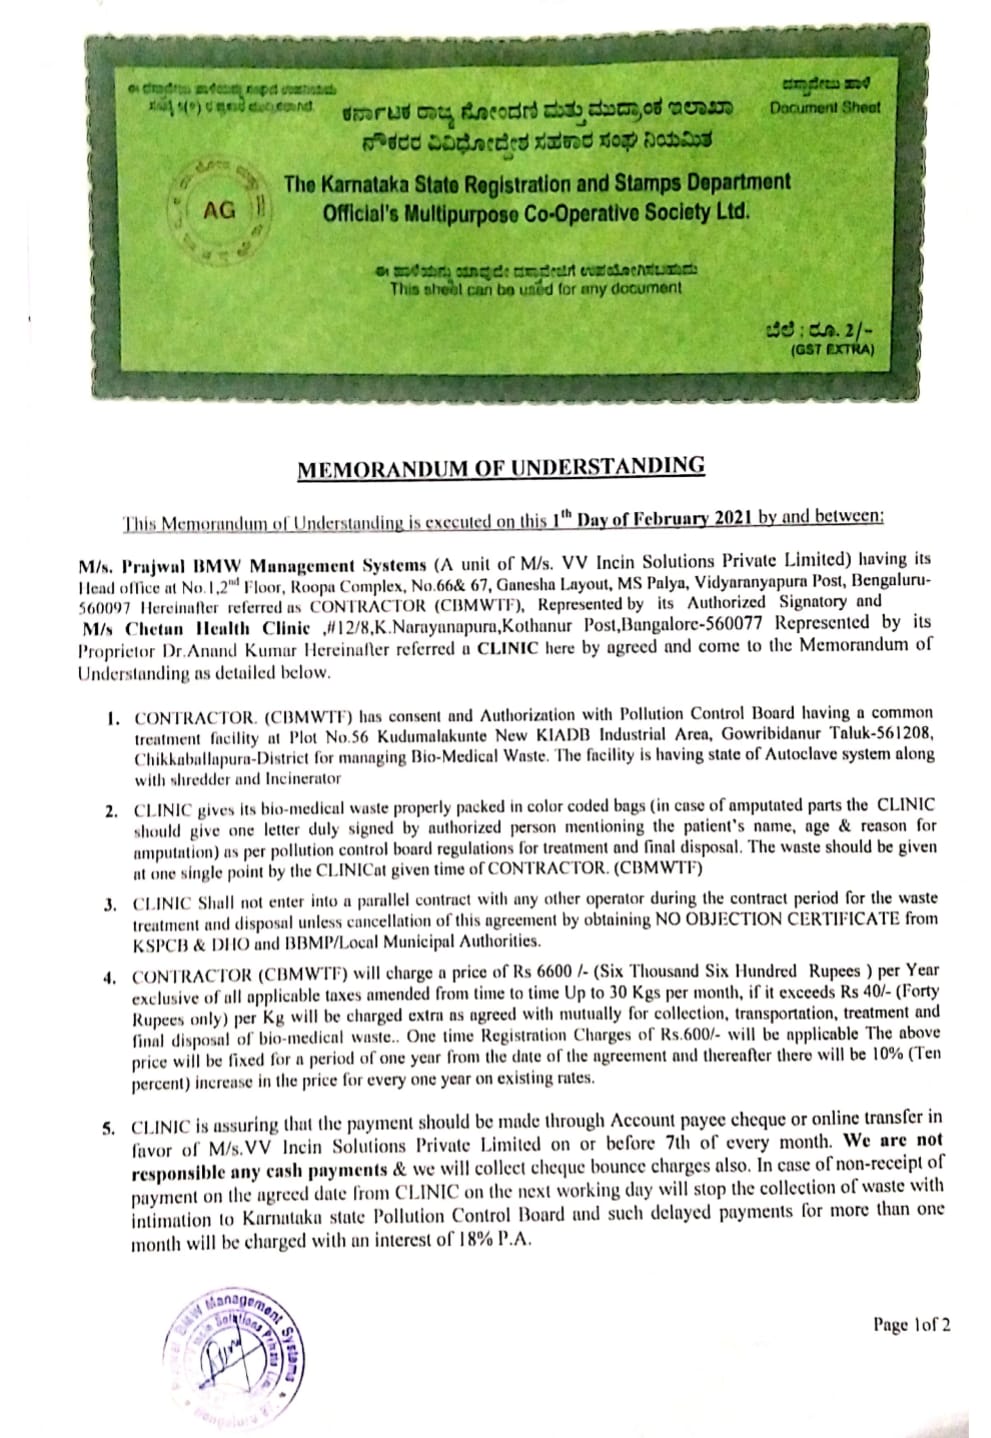 ದಸ್ತಾವೇಜು ಹಾಳೆ
Document Sheet
ಕರ್ನಾಟಕ ರಾಜ್ಯ ನೋಂದಣಿ ಮತ್ತು ಮುದ್ರಾಂಕ ಇಲಾಖಾ
ನೌಕರರ ವಿವಿಧೋದ್ದೇಶ ಸಹಕಾರ ಸಂಘ ನಿಯಮಿತ
The Karnataka State Registration and Stamps Department
Official's Multipurpose Co-Operative Society Ltd.
AG
ಈ ಹಾಳೆಯನ್ನು ಯಾವುದೇ ದಸ್ತಾವೇಜಿಗೆ ಉಪಯೋಗಿಸಬಹುದು
This sheet can be used for any document
ಬೆಲೆ : ರೂ. 2/-
(GST EXTRA)
MEMORANDUM OF UNDERSTANDING
This Memorandum of Understanding is executed on this 1th Day of February 2021 by and between:
M/s. Prajwal BMW Management Systems (A unit of M/s. VV Incin Solutions Private Limited) having its
Head office at No.1,2nd Floor, Roopa Complex, No.66& 67, Ganesha Layout, MS Palya, Vidyaranyapura Post, Bengaluru-
560097 Hereinafter referred as CONTRACTOR (CBMWTF), Represented by its Authorized Signatory and
M/s Chetan Health Clinic ,#12/8,K.Narayanapura,Kothanur Post,Bangalore-560077 Represented by its
Proprietor Dr.Anand Kumar Hereinafter referred a CLINIC here by agreed and come to the Memorandum of
Understanding as detailed below.
1. CONTRACTOR. (CBMWTF) has consent and Authorization with Pollution Control Board having a common
treatment facility at Plot No.56 Kudumalakunte New KIADB Industrial Area, Gowribidanur Taluk-561208,
Chikkaballapura-District for managing Bio-Medical Waste. The facility is having state of Autoclave system along
with shredder and Incinerator
2. CLINIC gives its bio-medical waste properly packed in color coded bags (in case of amputated parts the CLINIC
should give one letter duly signed by authorized person mentioning the patient's name, age & reason for
amputation) as per pollution control board regulations for treatment and final disposal. The waste should be given
at one single point by the CLINICat given time of CONTRACTOR. (CBMWTF)
3. CLINIC Shall not enter into a parallel contract with any other operator during the contract period for the waste
treatment and disposal unless cancellation of this agreement by obtaining NO OBJECTION CERTIFICATE from
KSPCB & DHO and BBMP/Local Municipal Authorities.
4. CONTRACTOR (CBMWTF) will charge a price of Rs 6600 /- (Six Thousand Six Hundred Rupees ) per Year
exclusive of all applicable taxes amended from time to time Up to 30 Kgs per month, if it exceeds Rs 40/- (Forty
Rupees only) per Kg will be charged extra as agreed with mutually for collection, transportation, treatment and
final disposal of bio-medical waste.. One time Registration Charges of Rs.600/- will be applicable The above
price will be fixed for a period of one year from the date of the agreement and thereafter there will be 10% (Ten
percent) increase in the price for every one year on existing rates.
5. CLINIC is assuring that the payment should be made through Account payee cheque or online transfer in
favor of M/s.VV Incin Solutions Private Limited on or before 7th of every month. We are not
responsible any cash payments & we will collect cheque bounce charges also. In case of non-receipt of
payment on the agreed date from CLINIC on the next working day will stop the collection of waste with
intimation to Karnataka state Pollution Control Board and such delayed payments for more than one
month will be charged with an interest of 18% P.A.
BMW Management Systems
Solutions Private
Bengaluru
Page 1of 2